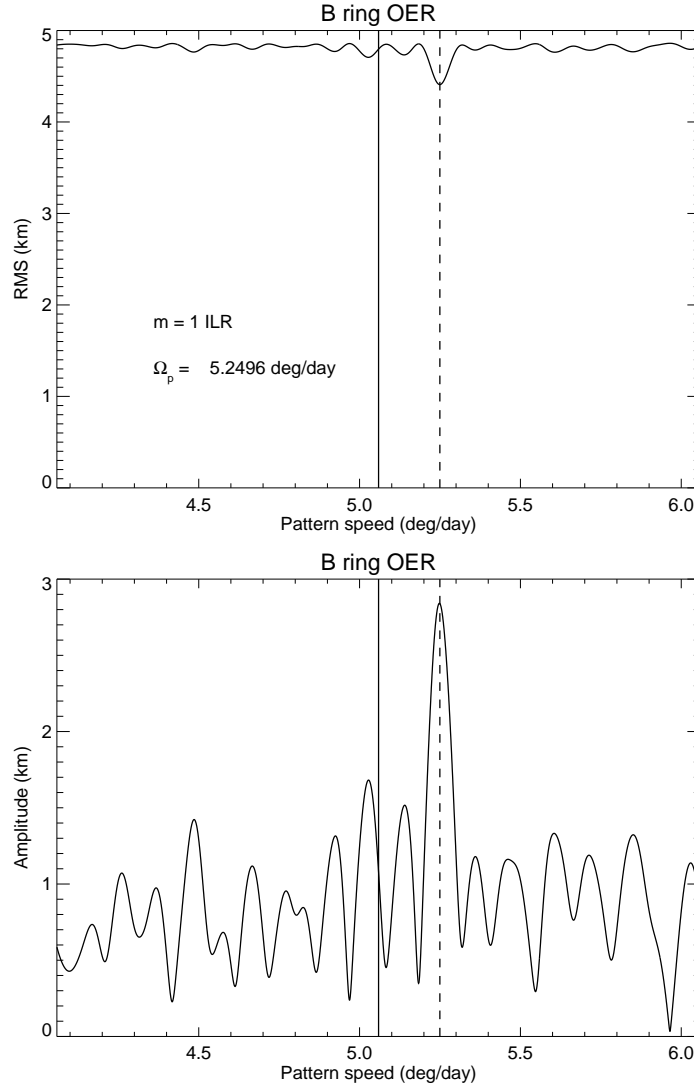 B ring OER
5
4
3
2
1
0
RMS (km)
m = 1 ILR
Ωp = 5.2496 deg/day
4.5 5.0 5.5 6.0
Pattern speed (deg/day)
B ring OER
3
2
1
0
Amplitude (km)
4.5 5.0 5.5 6.0
Pattern speed (deg/day)